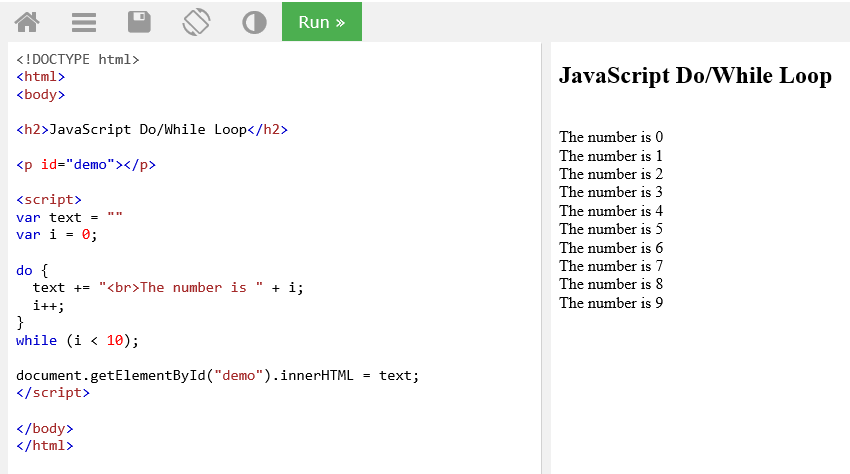 Run »
<!DOCTYPE html>
<html>
<body>
<h2>JavaScript Do/While Loop</h2>
<p id="demo"></p>
<script>
var text = ""
var i = 0;
do {
  text += "<br>The number is " + i;
  i++;
}
while (i < 10);
document.getElementById("demo").innerHTML = text;
</script>
</body>
</html>
JavaScript Do/While Loop
The number is 0
The number is 1
The number is 2
The number is 3
The number is 4
The number is 5
The number is 6
The number is 7
The number is 8
The number is 9